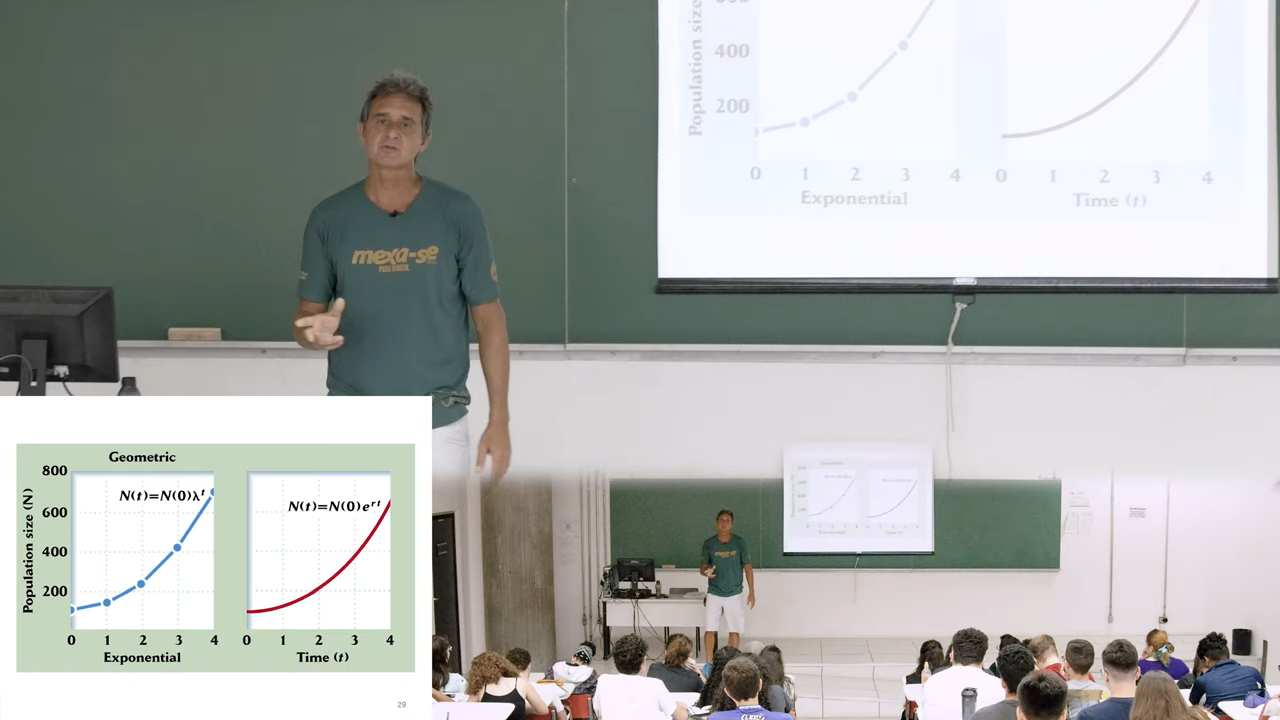 400
200
Population size
0 1 2 3 4
0 1 2 3 4
Exponential
Time (t)
mexa-se
Geometric
800
600
400
200
Population size (N)
N(t)=N(0)λᵗ
N(t)=N(0)eʳᵗ
0 1 2 3 4
0 1 2 3 4
Exponential
Time (t)
29